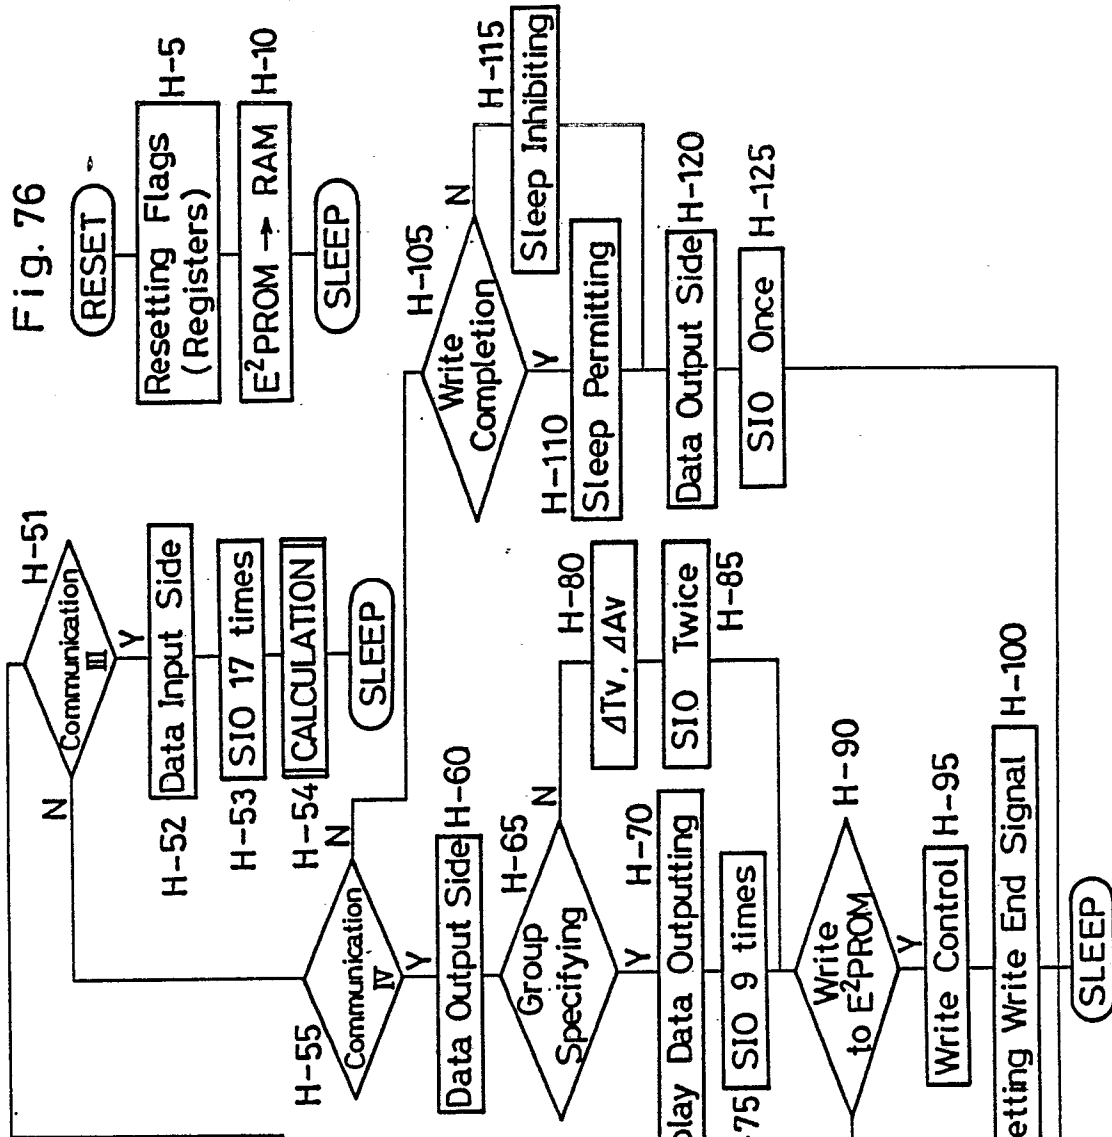 Fig. 76
RESET
Resetting Flags
(Registers)
H-5
E²PROM → RAM
H-10
SLEEP
H-51
Communication
III
N
Y
H-52
Data Input Side
H-53
SIO 17 times
H-54
CALCULATION
SLEEP
H-55
Communication
IV
N
Y
Data Output Side
H-60
H-65
Group
Specifying
N
Y
H-70
play Data Outputting
-75
SIO 9 times
H-80
ΔTv, ΔAv
SIO Twice
H-85
H-90
Write
to E²PROM
Y
Write Control
H-95
etting Write End Signal
H-100
SLEEP
H-105
Write
Completion
N
Y
H-110
Sleep Permitting
H-115
Sleep Inhibiting
Data Output Side
H-120
SIO Once
H-125